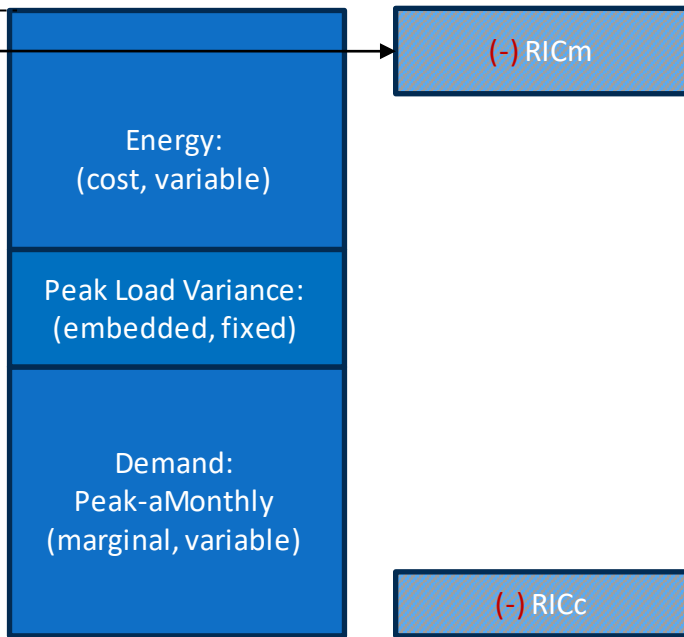 (-) RICm
Energy:
(cost, variable)
Peak Load Variance:
(embedded, fixed)
Demand:
Peak-aMonthly
(marginal, variable)
(-) RICc